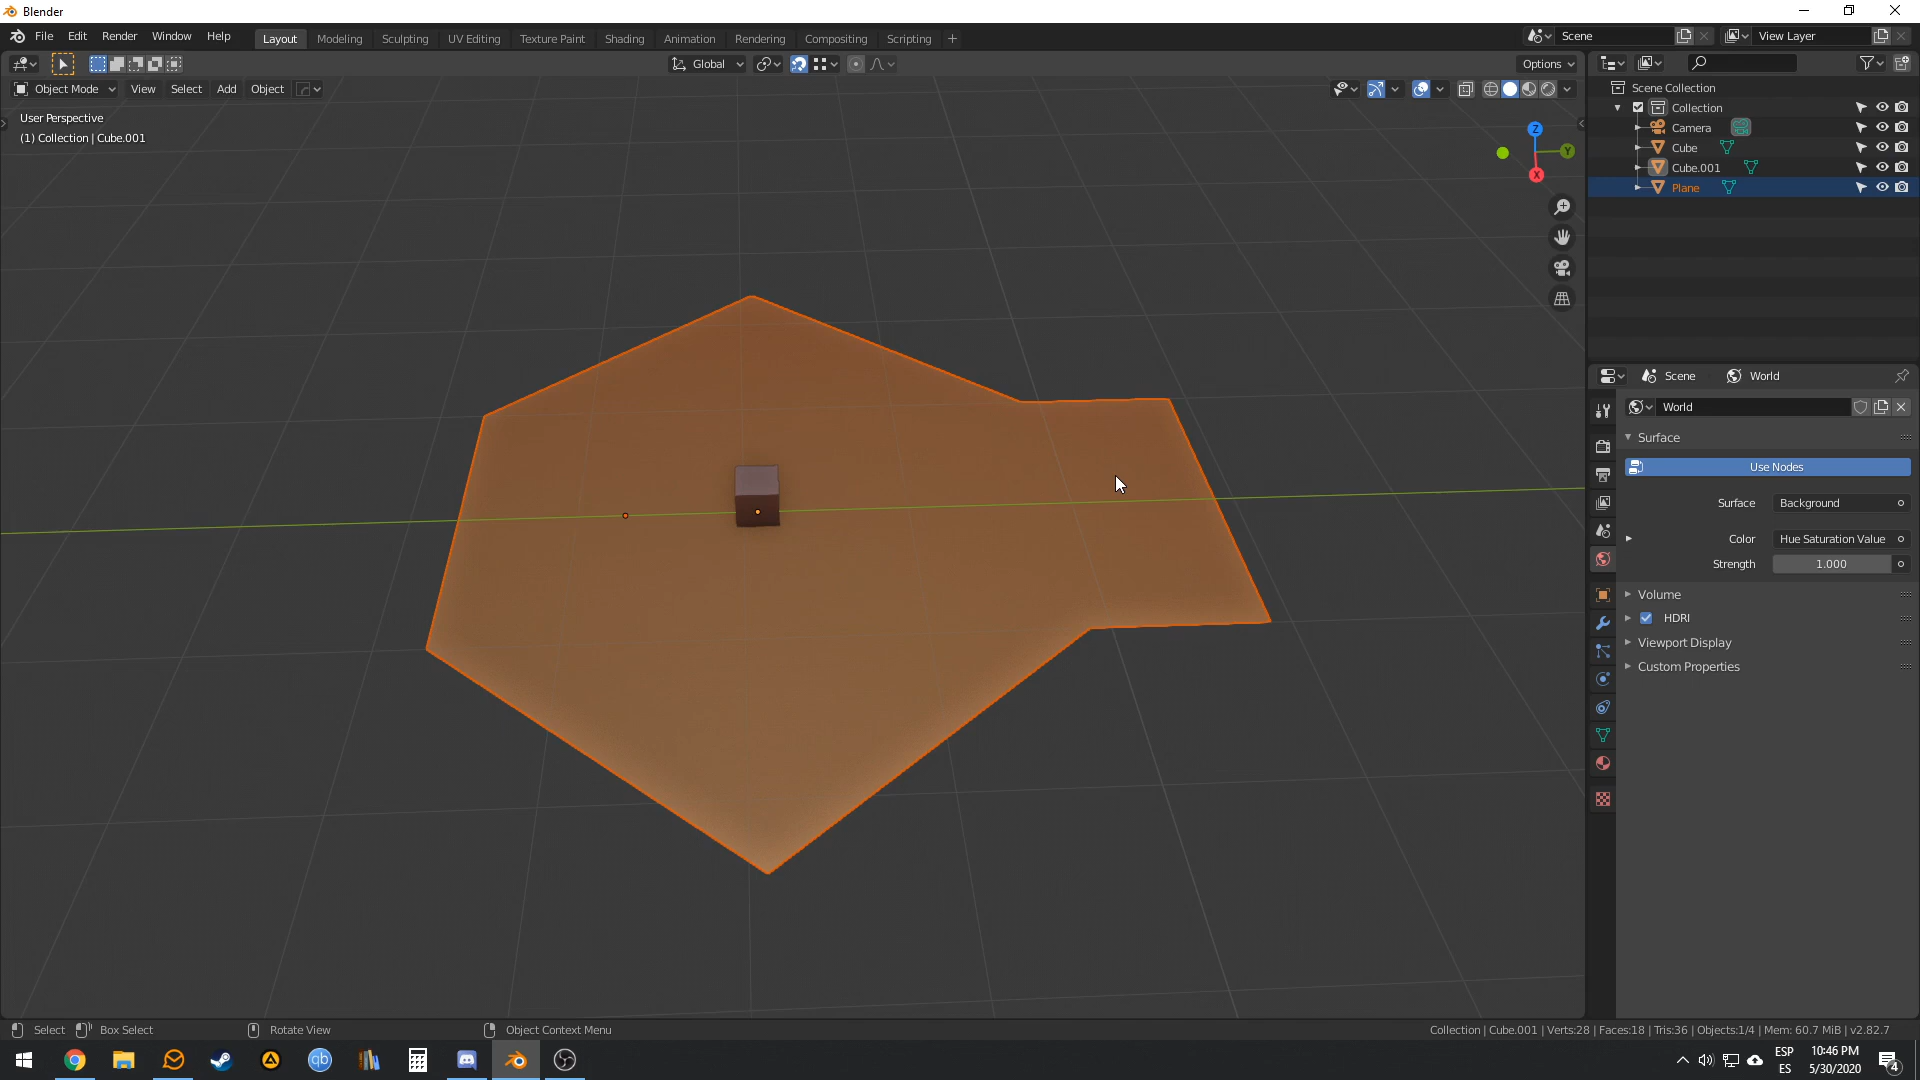 Blender
File Edit Render Window Help
Layout Modeling Sculpting UV Editing Texture Paint Shading Animation Rendering Compositing Scripting +
Scene
View Layer
Global
Options
Object Mode View Select Add Object
User Perspective
(1) Collection | Cube.001
Z
Y
X
Scene Collection
Collection
Camera
Cube
Cube.001
Plane
Scene World
World
Surface
Use Nodes
Surface Background
Color Hue Saturation Value
Strength 1.000
Volume
HDRI
Viewport Display
Custom Properties
Select Box Select Rotate View Object Context Menu
Collection | Cube.001 | Verts:28 | Faces:18 | Tris:36 | Objects:1/4 | Mem: 60.7 MiB | v2.82.7
qb
ESP
ES
10:46 PM
5/30/2020
4